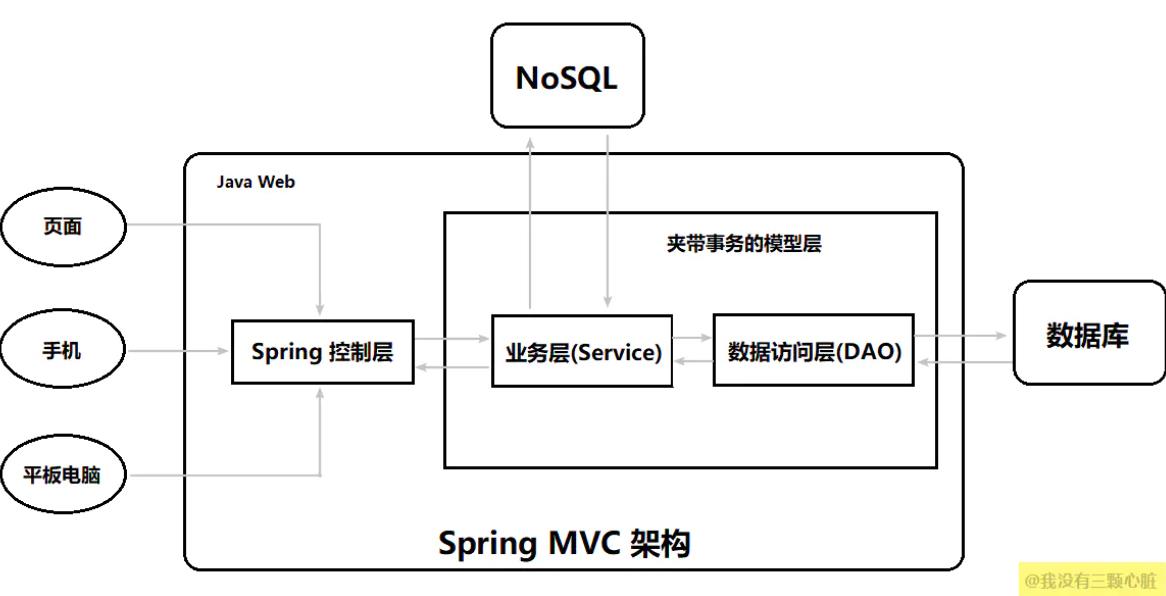 NoSQL
Java Web
页面
夹带事务的模型层
手机
Spring 控制层
业务层(Service)
数据访问层(DAO)
数据库
平板电脑
Spring MVC 架构
@我没有三颗心脏